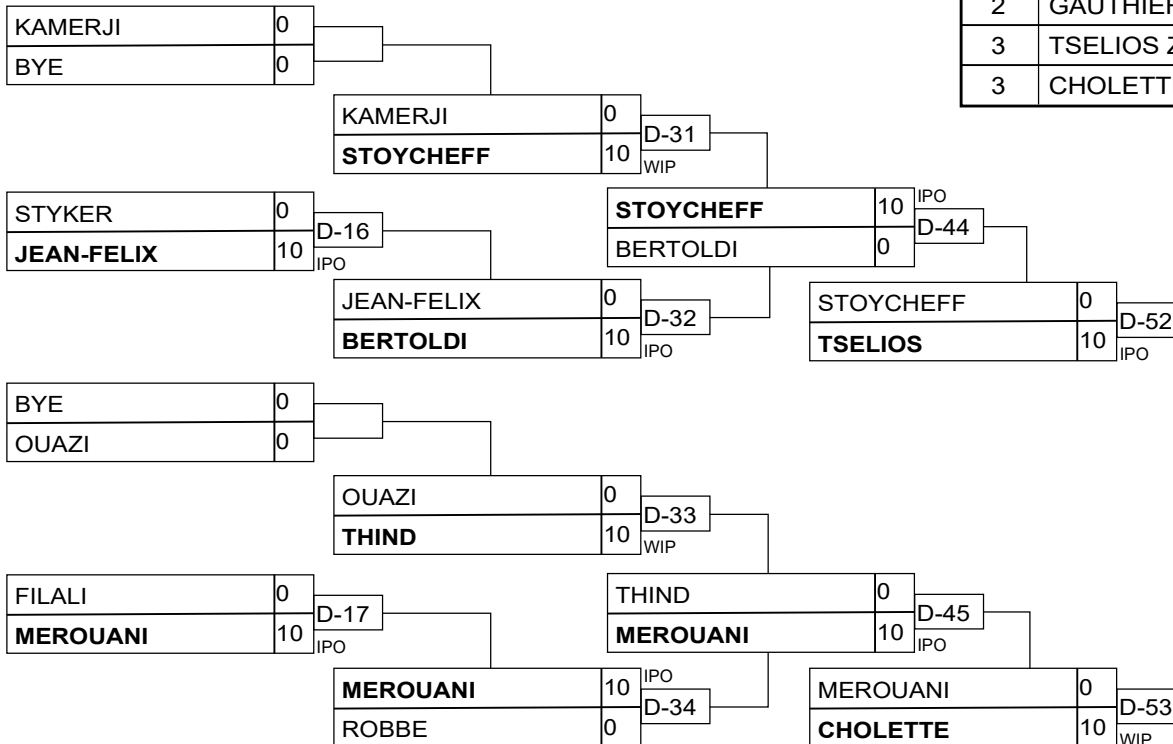 2 GAUTHIER
3 TSELIOS Z
3 CHOLETT
KAMERJI 0
BYE 0
KAMERJI 0
STOYCHEFF 10
D-31
WIP
STYKER 0
JEAN-FELIX 10
D-16
IPO
STOYCHEFF 10
BERTOLDI 0
IPO
D-44
JEAN-FELIX 0
BERTOLDI 10
D-32
IPO
STOYCHEFF 0
TSELIOS 10
D-52
IPO
BYE 0
OUAZI 0
OUAZI 0
THIND 10
D-33
WIP
FILALI 0
MEROUANI 10
D-17
IPO
THIND 0
MEROUANI 10
D-45
IPO
MEROUANI 10
ROBBE 0
IPO
D-34
MEROUANI 0
CHOLETTE 10
D-53
WIP